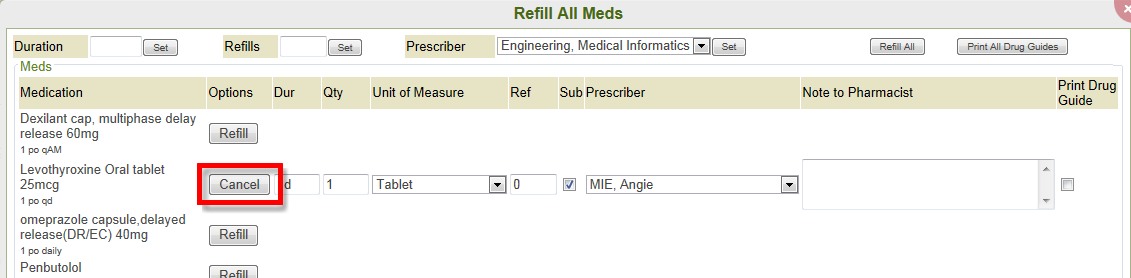 Refill All Meds
Duration Set Refills Set Prescriber Engineering, Medical Informatics Set Refill All Print All Drug Guides
Meds
Medication Options Dur Qty Unit of Measure Ref Sub Prescriber Note to Pharmacist Print Drug Guide
Dexilant cap, multiphase delay
release 60mg
1 po qAM
Refill
Levothyroxine Oral tablet
25mcg
1 po qd
Cancel d 1 Tablet 0 MIE, Angie
omeprazole capsule,delayed
release(DR/EC) 40mg
1 po daily
Refill
Penbutolol
Refill